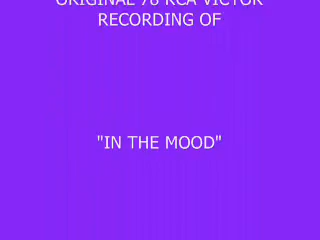 ORIGINAL 78 RCA VICTOR
RECORDING OF
"IN THE MOOD"